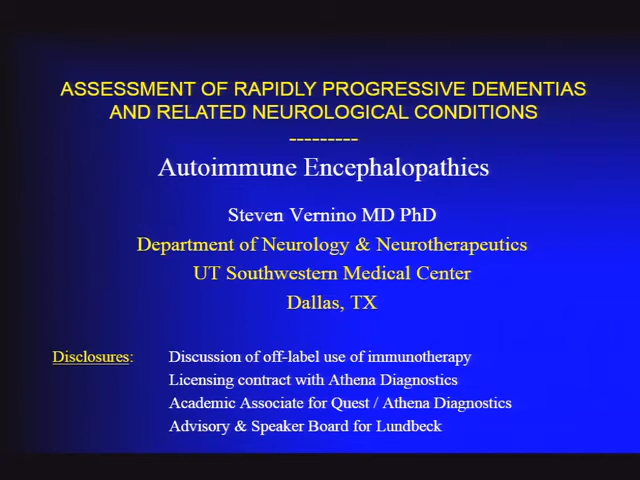 ASSESSMENT OF RAPIDLY PROGRESSIVE DEMENTIAS
AND RELATED NEUROLOGICAL CONDITIONS
---------
Autoimmune Encephalopathies
Steven Vernino MD PhD
Department of Neurology & Neurotherapeutics
UT Southwestern Medical Center
Dallas, TX
Disclosures: Discussion of off-label use of immunotherapy
Licensing contract with Athena Diagnostics
Academic Associate for Quest / Athena Diagnostics
Advisory & Speaker Board for Lundbeck